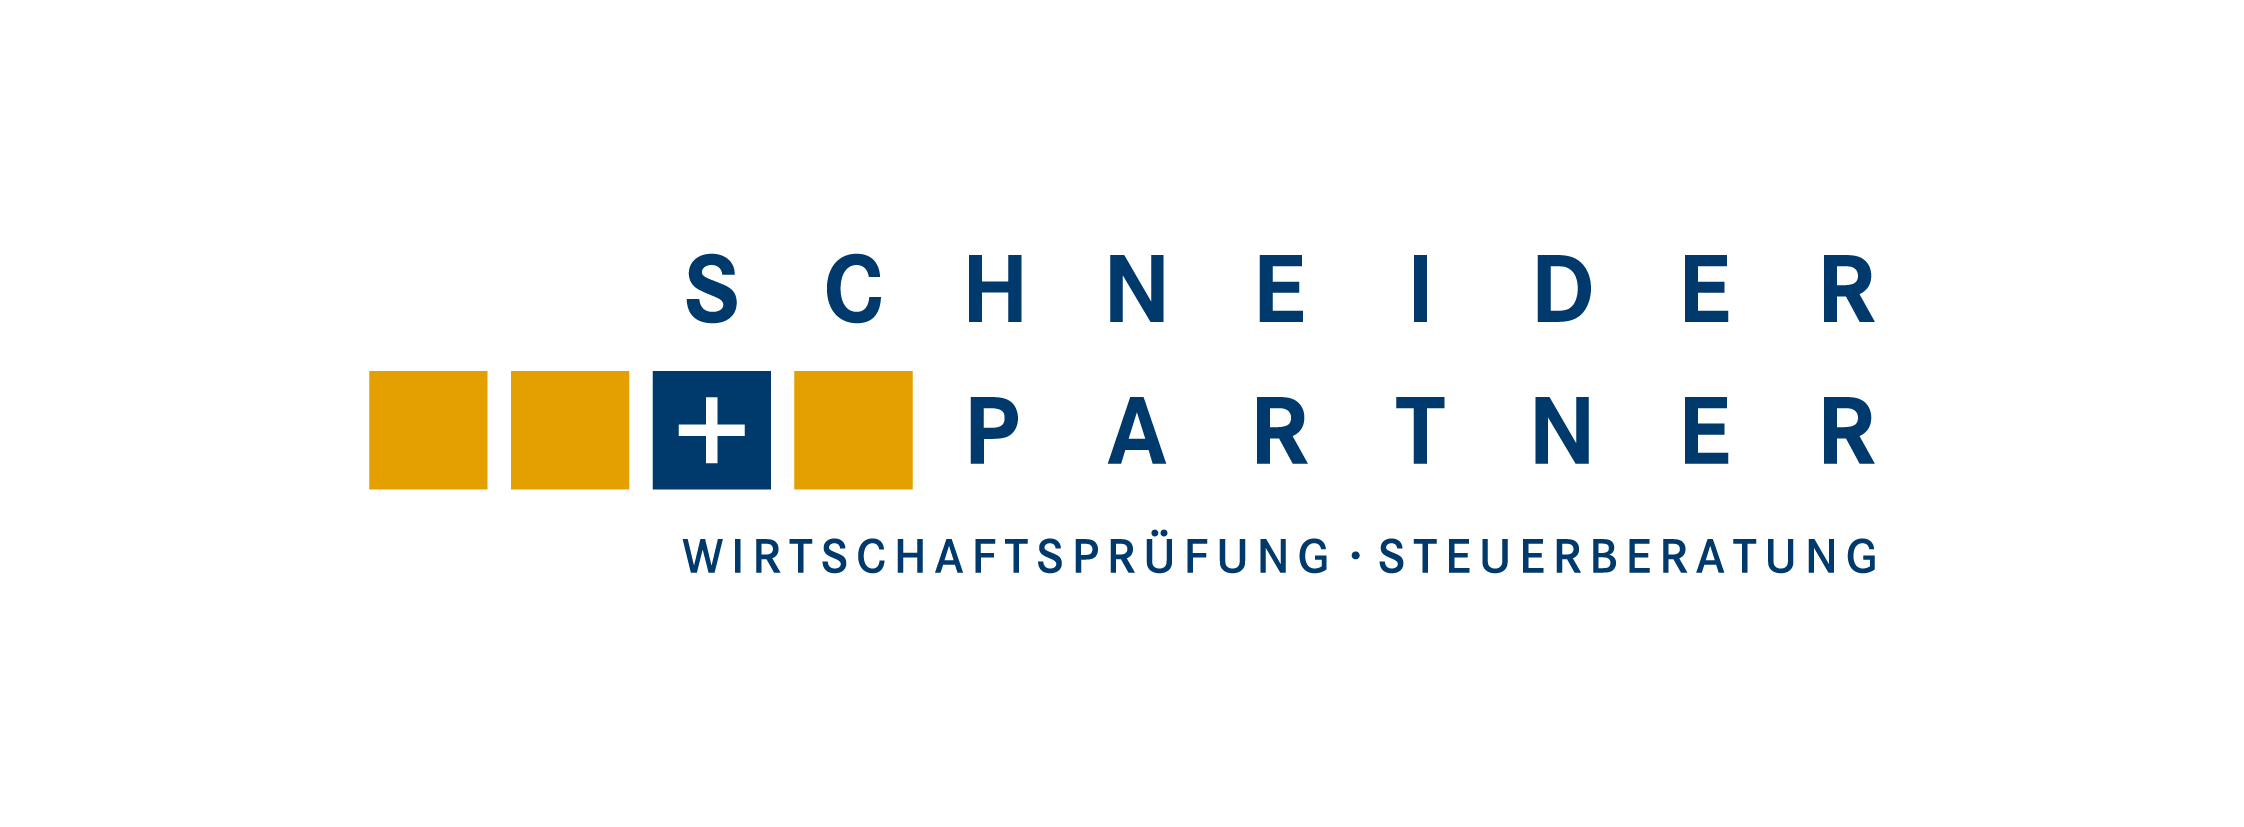 SCHNEIDER
+ PARTNER
WIRTSCHAFTSPRÜFUNG · STEUERBERATUNG